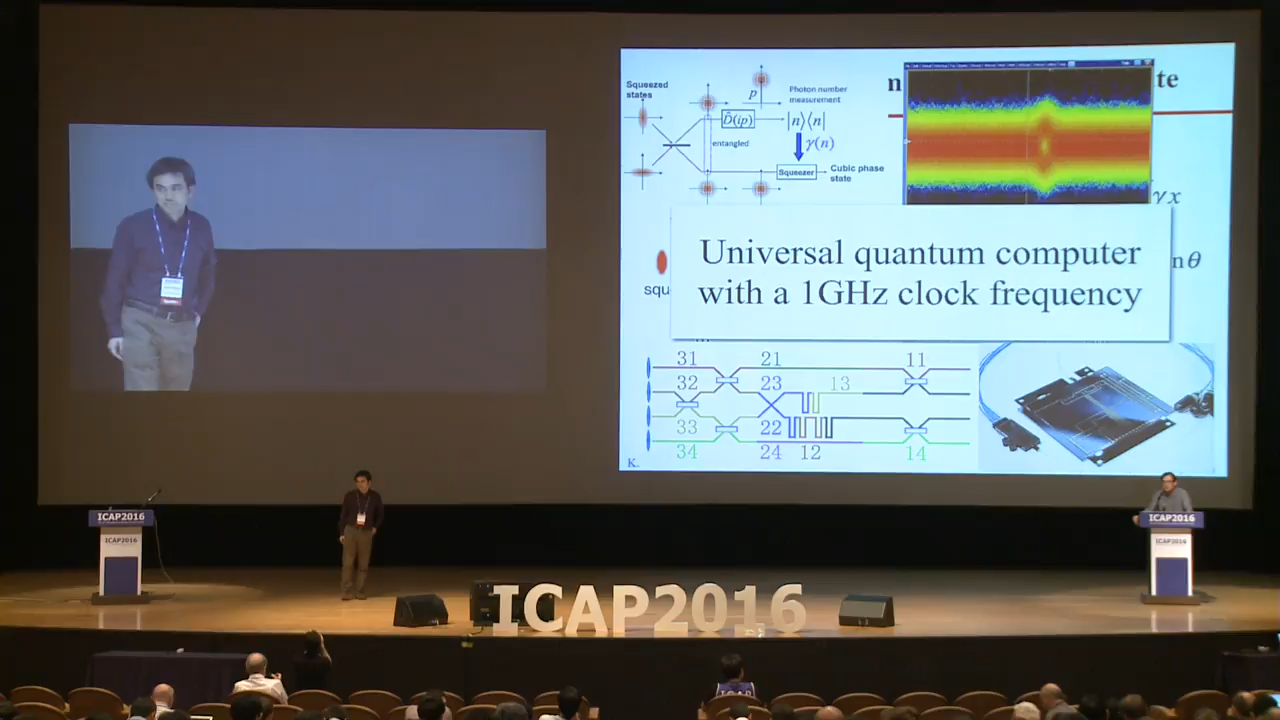 Squeezed
states
p
Photon number
measurement
D̂(ip)
|n⟩⟨n|
entangled
γ(n)
Squeezer
Cubic phase
state
n
te
γx
squ
nθ
Universal quantum computer
with a 1GHz clock frequency
31 21 11
32 23 13
33 22
34 24 12 14
K.
ICAP2016
ICAP2016
ICAP2016
ICAP2016
ICAP2016